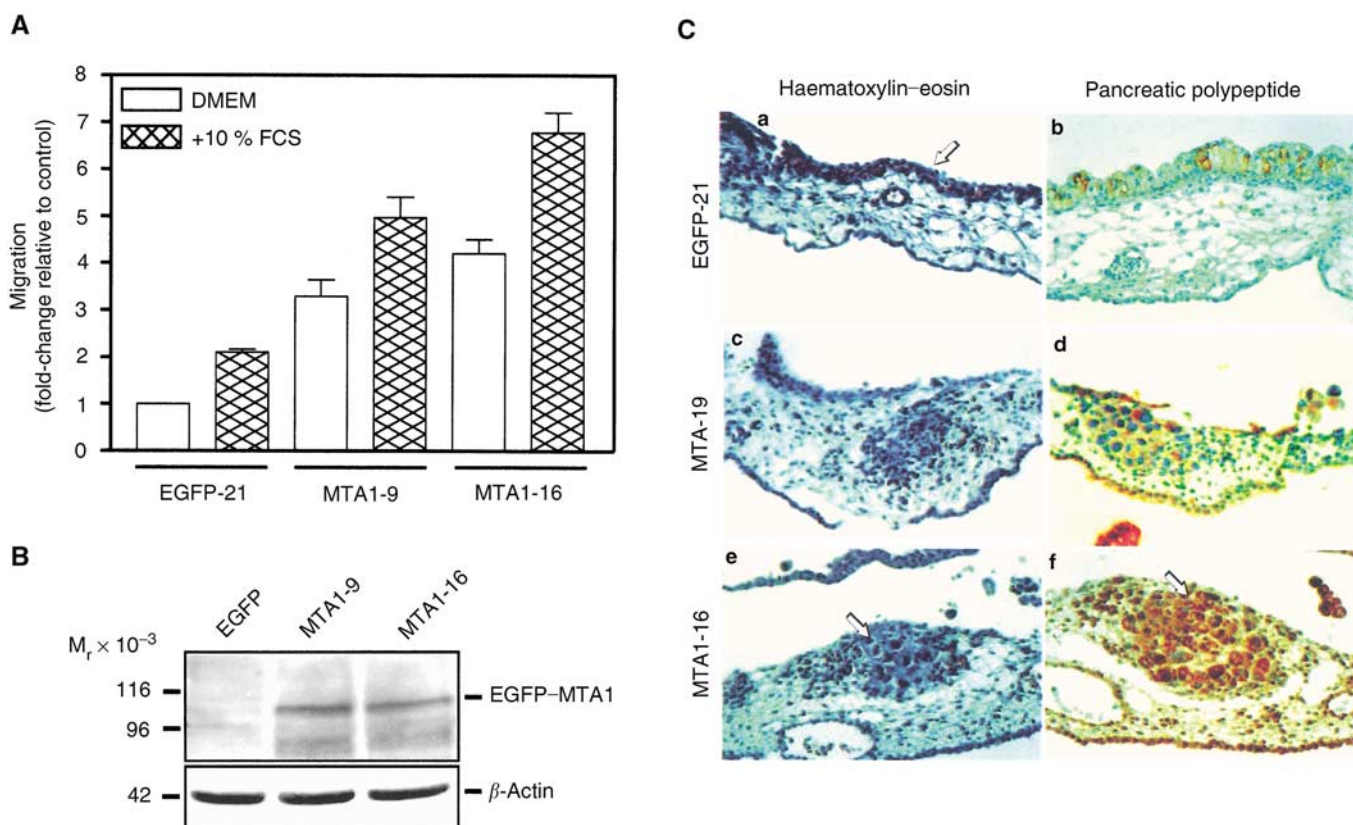 A
Migration
(fold-change relative to control)
8
7
6
5
4
3
2
1
0
DMEM
+10 % FCS
EGFP-21
MTA1-9
MTA1-16
B
EGFP
MTA1-9
MTA1-16
Mr × 10⁻³
116
96
42
EGFP–MTA1
β-Actin
C
Haematoxylin–eosin
Pancreatic polypeptide
EGFP-21
a
b
MTA-19
c
d
MTA1-16
e
f